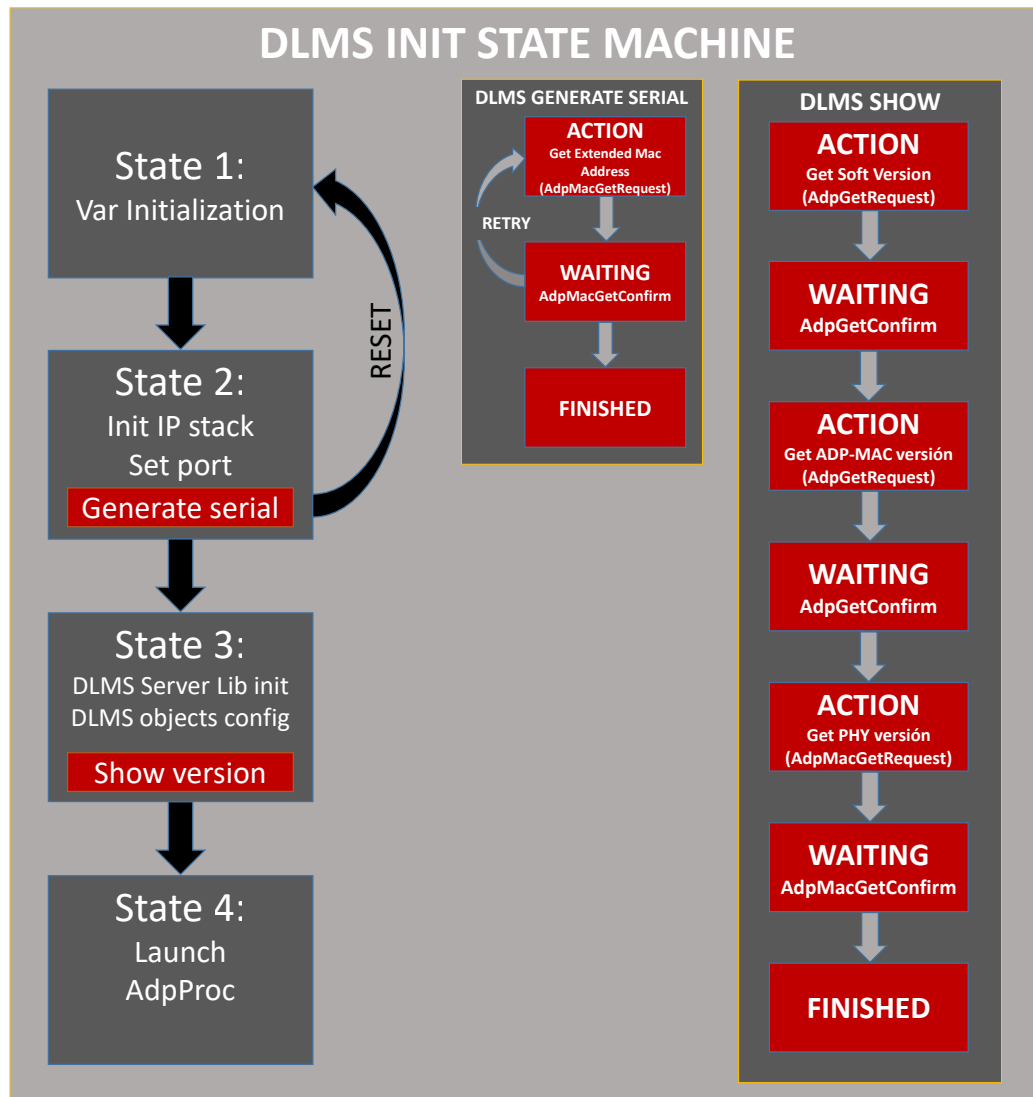 DLMS INIT STATE MACHINE
State 1:
Var Initialization
RESET
State 2:
Init IP stack
Set port
Generate serial
State 3:
DLMS Server Lib init
DLMS objects config
Show version
State 4:
Launch
AdpProc
DLMS GENERATE SERIAL
ACTION
Get Extended Mac
Address
(AdpMacGetRequest)
RETRY
WAITING
AdpMacGetConfirm
FINISHED
DLMS SHOW
ACTION
Get Soft Version
(AdpGetRequest)
WAITING
AdpGetConfirm
ACTION
Get ADP-MAC versión
(AdpGetRequest)
WAITING
AdpGetConfirm
ACTION
Get PHY versión
(AdpMacGetRequest)
WAITING
AdpMacGetConfirm
FINISHED